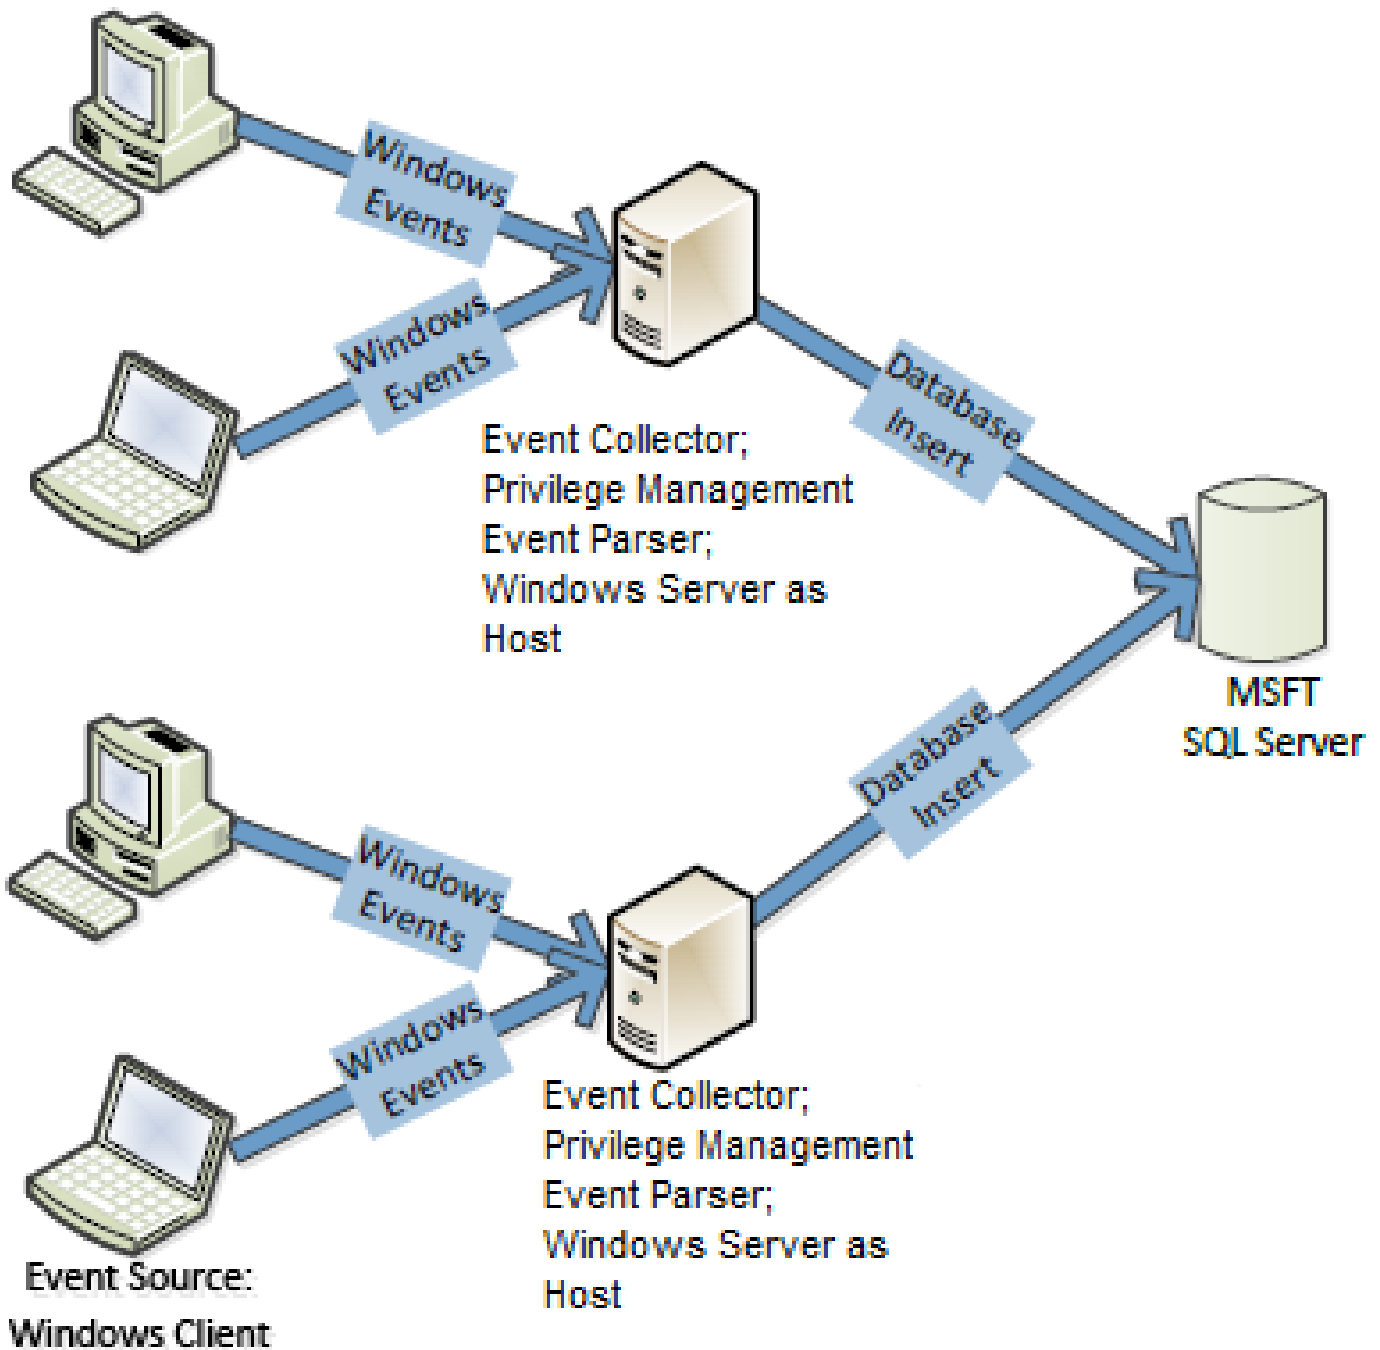 Windows
Events
Windows
Events
Event Collector;
Privilege Management
Event Parser;
Windows Server as
Host
Database
Insert
MSFT
SQL Server
Database
Insert
Windows
Events
Windows
Events
Event Collector;
Privilege Management
Event Parser;
Windows Server as
Host
Event Source:
Windows Client